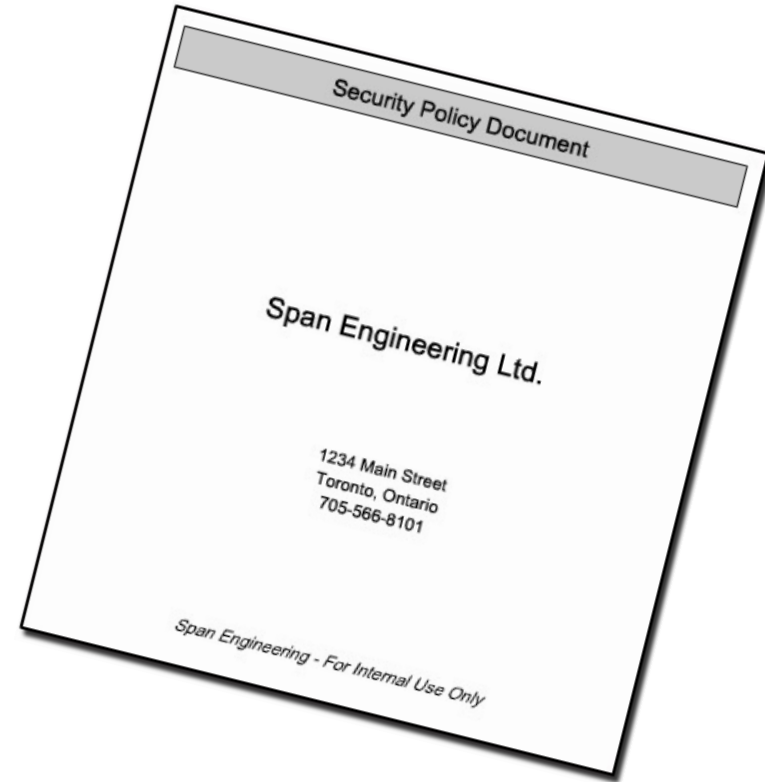 Security Policy Document
Span Engineering Ltd.
1234 Main Street
Toronto, Ontario
705-566-8101
Span Engineering - For Internal Use Only